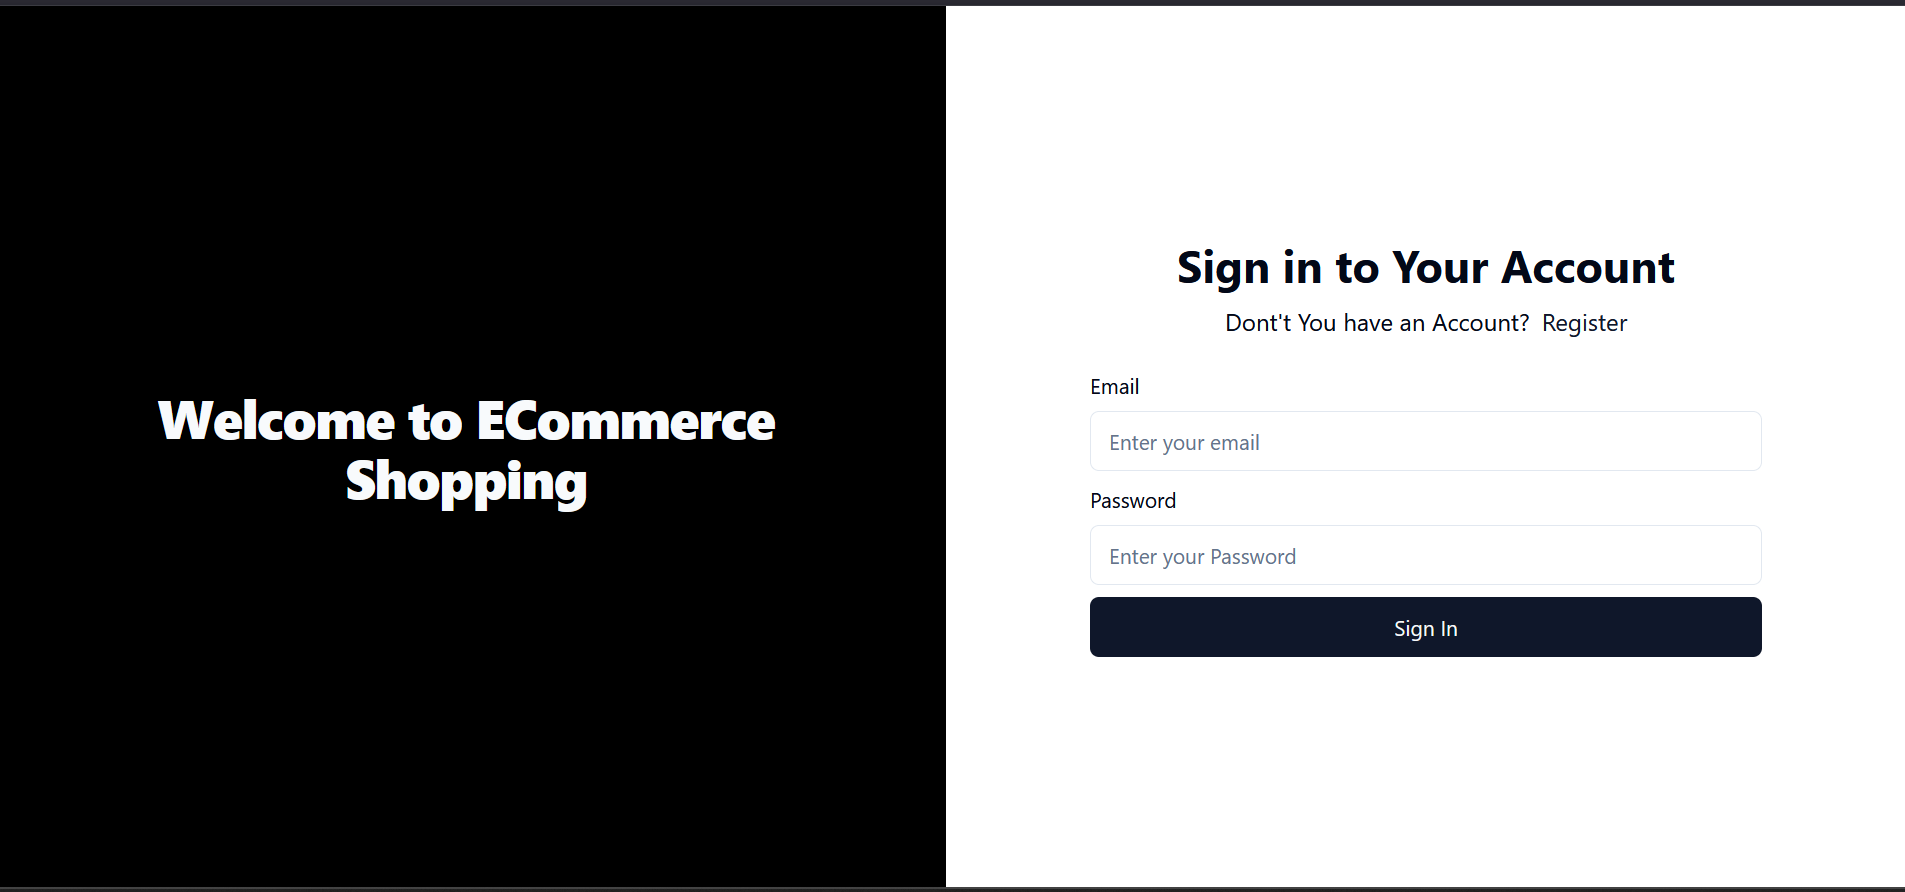 Welcome to ECommerce
Shopping
Sign in to Your Account
Dont't You have an Account? Register
Email
Enter your email
Password
Enter your Password
Sign In